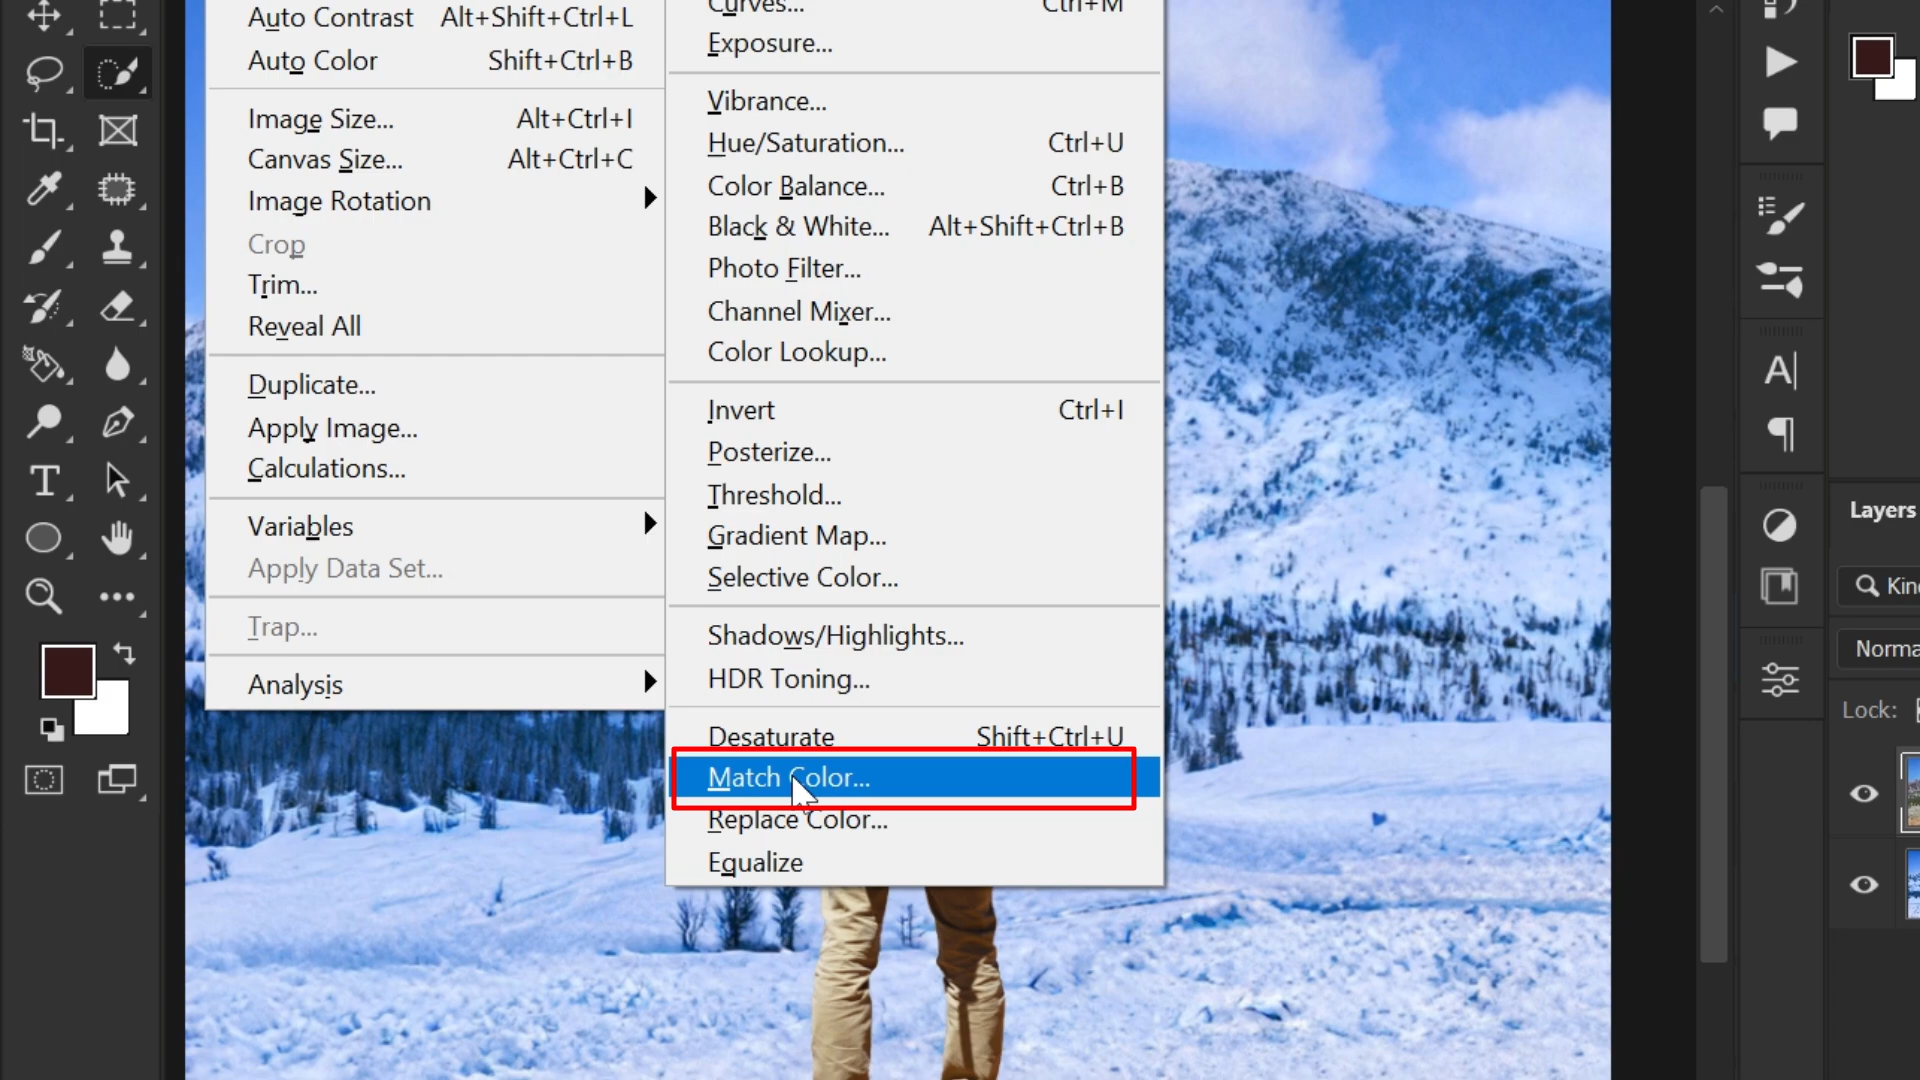 Auto Contrast Alt+Shift+Ctrl+L
Auto Color Shift+Ctrl+B
Image Size... Alt+Ctrl+I
Canvas Size... Alt+Ctrl+C
Image Rotation
Crop
Trim...
Reveal All
Duplicate...
Apply Image...
Calculations...
Variables
Apply Data Set...
Trap...
Analysis
Curves... Ctrl+M
Exposure...
Vibrance...
Hue/Saturation... Ctrl+U
Color Balance... Ctrl+B
Black & White... Alt+Shift+Ctrl+B
Photo Filter...
Channel Mixer...
Color Lookup...
Invert Ctrl+I
Posterize...
Threshold...
Gradient Map...
Selective Color...
Shadows/Highlights...
HDR Toning...
Desaturate Shift+Ctrl+U
Match Color...
Replace Color...
Equalize
Layers
Kin
Norma
Lock: